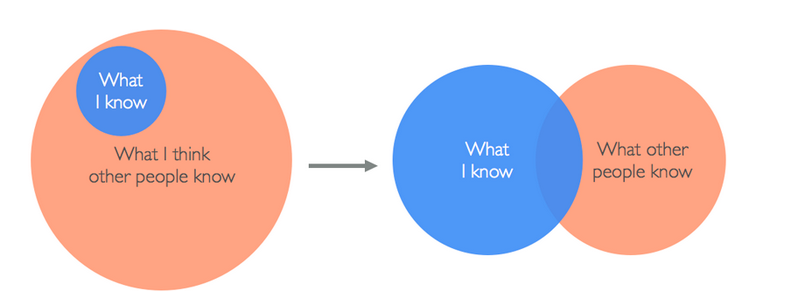 What
I know
What I think
other people know
What
I know
What other
people know